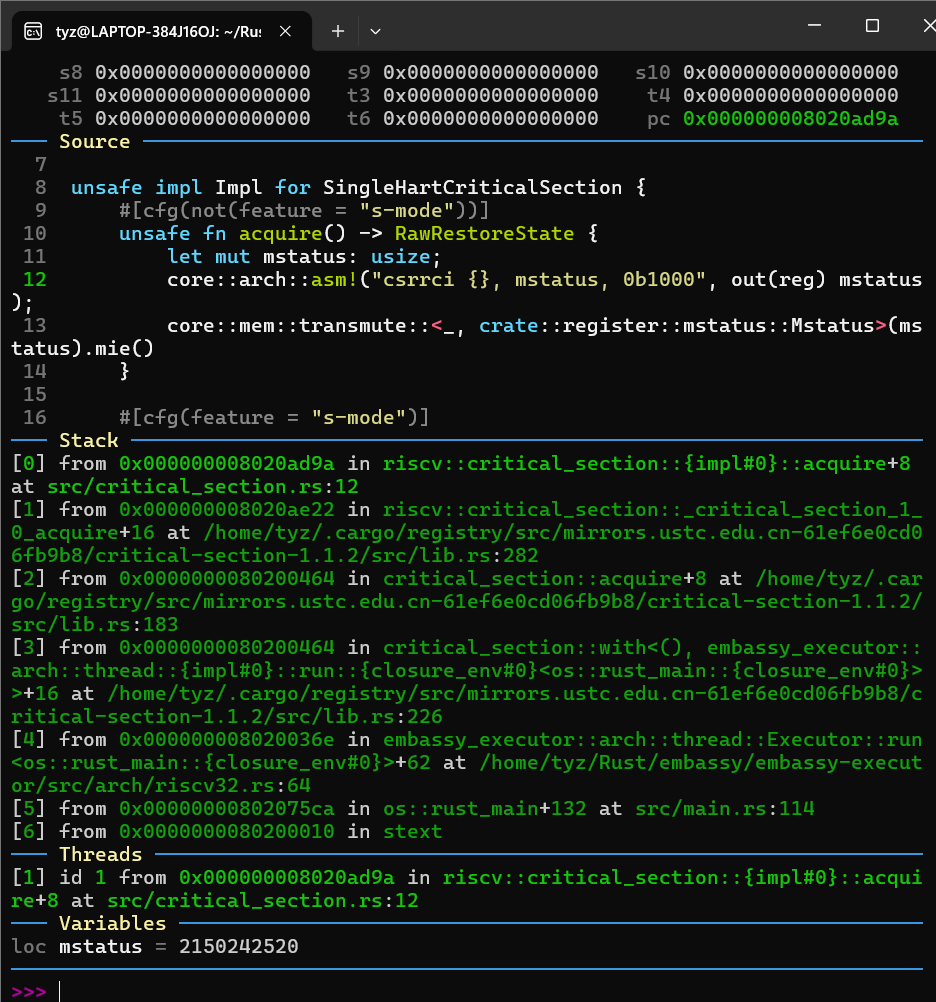 tyz@LAPTOP-384J16OJ: ~/Rus
s8 0x0000000000000000 s9 0x0000000000000000 s10 0x0000000000000000
s11 0x0000000000000000 t3 0x0000000000000000 t4 0x0000000000000000
t5 0x0000000000000000 t6 0x0000000000000000 pc 0x000000008020ad9a
Source
7
8 unsafe impl Impl for SingleHartCriticalSection {
9 #[cfg(not(feature = "s-mode"))]
10 unsafe fn acquire() -> RawRestoreState {
11 let mut mstatus: usize;
12 core::arch::asm!("csrrci {}, mstatus, 0b1000", out(reg) mstatus
);
13 core::mem::transmute::<_, crate::register::mstatus::Mstatus>(ms
tatus).mie()
14 }
15
16 #[cfg(feature = "s-mode")]
Stack
[0] from 0x000000008020ad9a in riscv::critical_section::{impl#0}::acquire+8
at src/critical_section.rs:12
[1] from 0x000000008020ae22 in riscv::critical_section::_critical_section_1_
0_acquire+16 at /home/tyz/.cargo/registry/src/mirrors.ustc.edu.cn-61ef6e0cd0
6fb9b8/critical-section-1.1.2/src/lib.rs:282
[2] from 0x0000000080200464 in critical_section::acquire+8 at /home/tyz/.car
go/registry/src/mirrors.ustc.edu.cn-61ef6e0cd06fb9b8/critical-section-1.1.2/
src/lib.rs:183
[3] from 0x0000000080200464 in critical_section::with<(), embassy_executor::
arch::thread::{impl#0}::run::{closure_env#0}<os::rust_main::{closure_env#0}>
>+16 at /home/tyz/.cargo/registry/src/mirrors.ustc.edu.cn-61ef6e0cd06fb9b8/c
ritical-section-1.1.2/src/lib.rs:226
[4] from 0x000000008020036e in embassy_executor::arch::thread::Executor::run
<os::rust_main::{closure_env#0}>+62 at /home/tyz/Rust/embassy/embassy-execut
or/src/arch/riscv32.rs:64
[5] from 0x00000000802075ca in os::rust_main+132 at src/main.rs:114
[6] from 0x0000000080200010 in stext
Threads
[1] id 1 from 0x000000008020ad9a in riscv::critical_section::{impl#0}::acqui
re+8 at src/critical_section.rs:12
Variables
loc mstatus = 2150242520
>>>